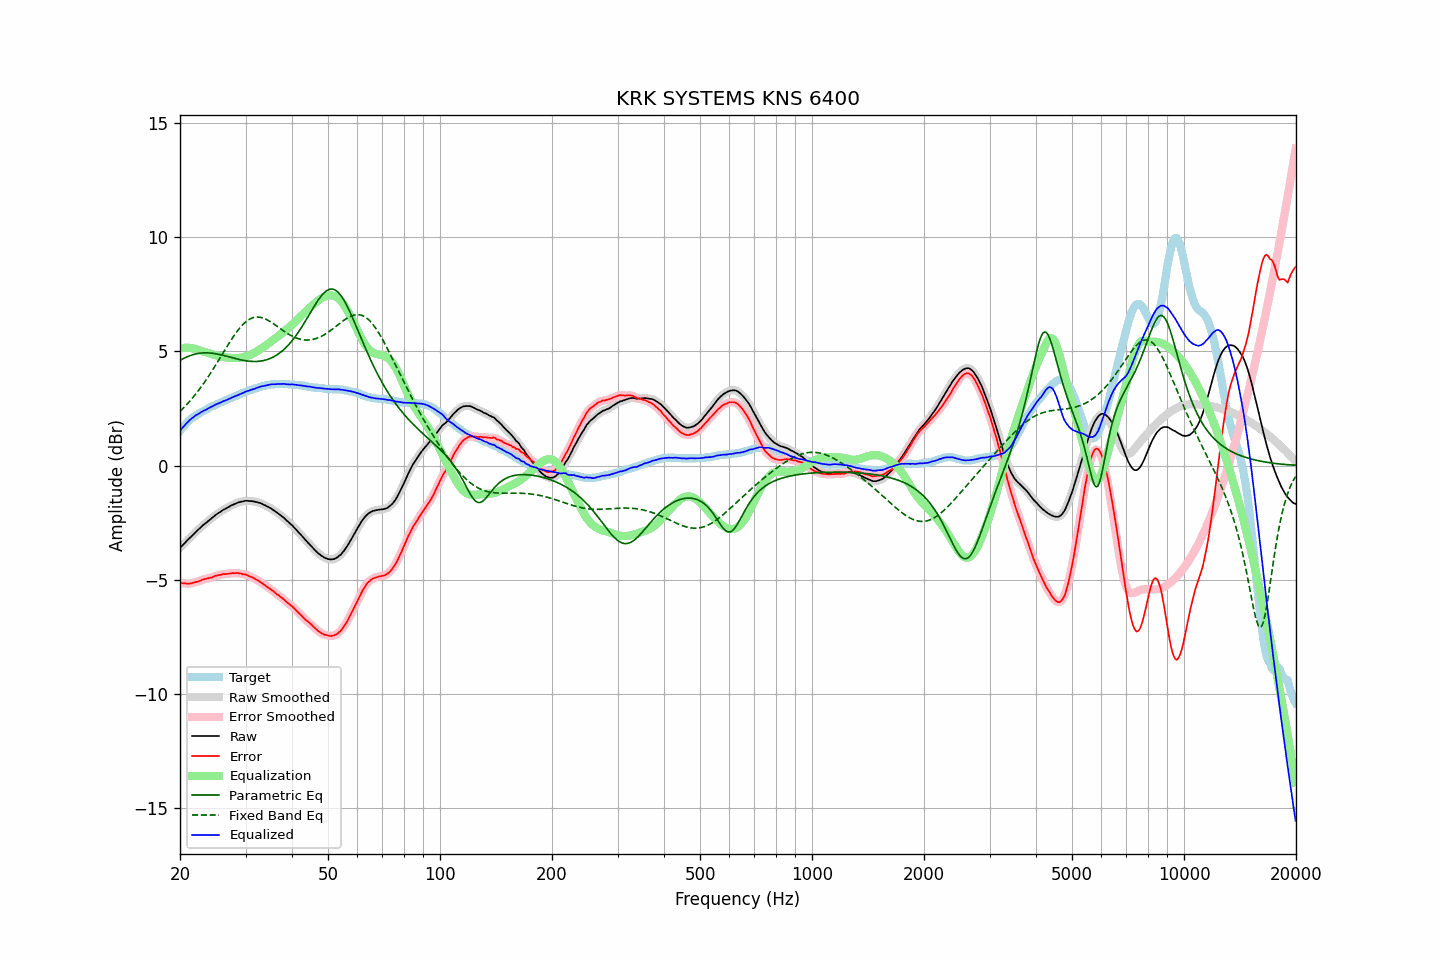 KRK SYSTEMS KNS 6400
15
10
5
0
−5
−10
−15
Amplitude (dBr)
Target
Raw Smoothed
Error Smoothed
Raw
Error
Equalization
Parametric Eq
Fixed Band Eq
Equalized
20 50 100 200 500 1000 2000 5000 10000 20000
Frequency (Hz)